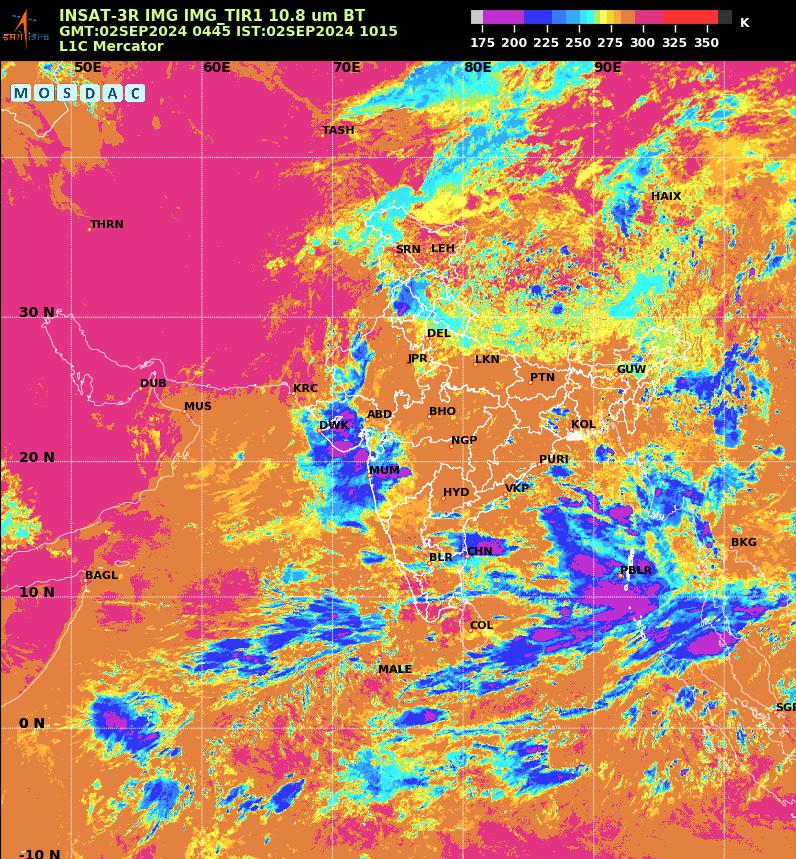 INSAT-3R IMG IMG_TIR1 10.8 um BT
GMT:02SEP2024 0445 IST:02SEP2024 1015
L1C Mercator
K
175 200 225 250 275 300 325 350
50E 60E 70E 80E 90E
MOSDAC
TASH
HAIX
THRN
SRN LEH
30 N
DEL
JPR LKN
GUW
PTN
DUB
KRC
MUS
ABD BHO
DWK KOL
NGP
20 N
PURI
MUM
HYD VKP
BKG
CHN
BLR
PBLR
BAGL
10 N
COL
MALE
SGP
0 N
-10 N